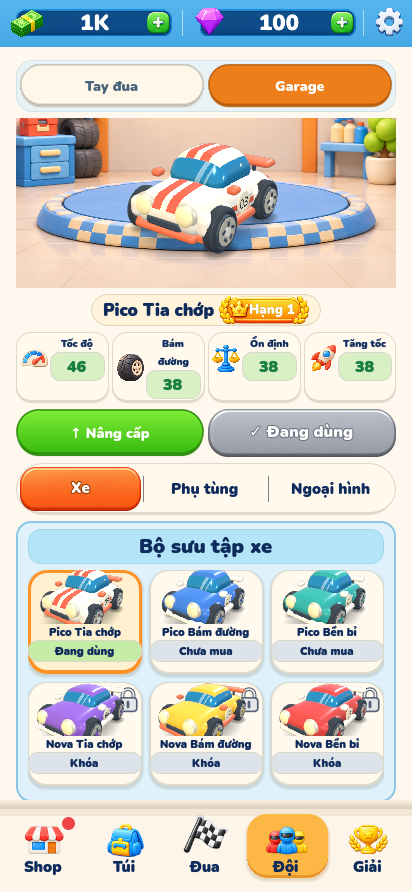 1K
+
100
+
Tay đua
Garage
03
Pico Tia chớp
Hạng 1
Tốc độ
46
Bám đường
38
Ổn định
38
Tăng tốc
38
↑ Nâng cấp
✓ Đang dùng
Xe
Phụ tùng
Ngoại hình
Bộ sưu tập xe
Pico Tia chớp
Đang dùng
Pico Bám đường
Chưa mua
Pico Bền bỉ
Chưa mua
Nova Tia chớp
Khóa
Nova Bám đường
Khóa
Nova Bền bỉ
Khóa
Shop
Túi
Đua
Đội
Giải